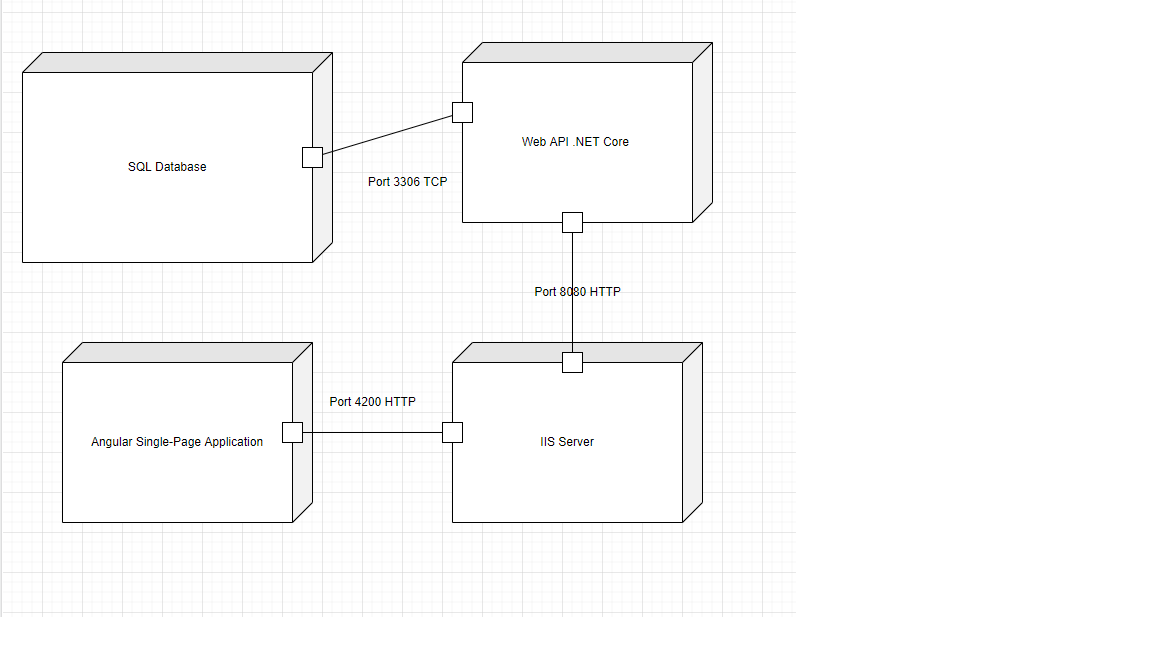 SQL Database
Web API .NET Core
Port 3306 TCP
Port 8080 HTTP
Port 4200 HTTP
Angular Single-Page Application
IIS Server